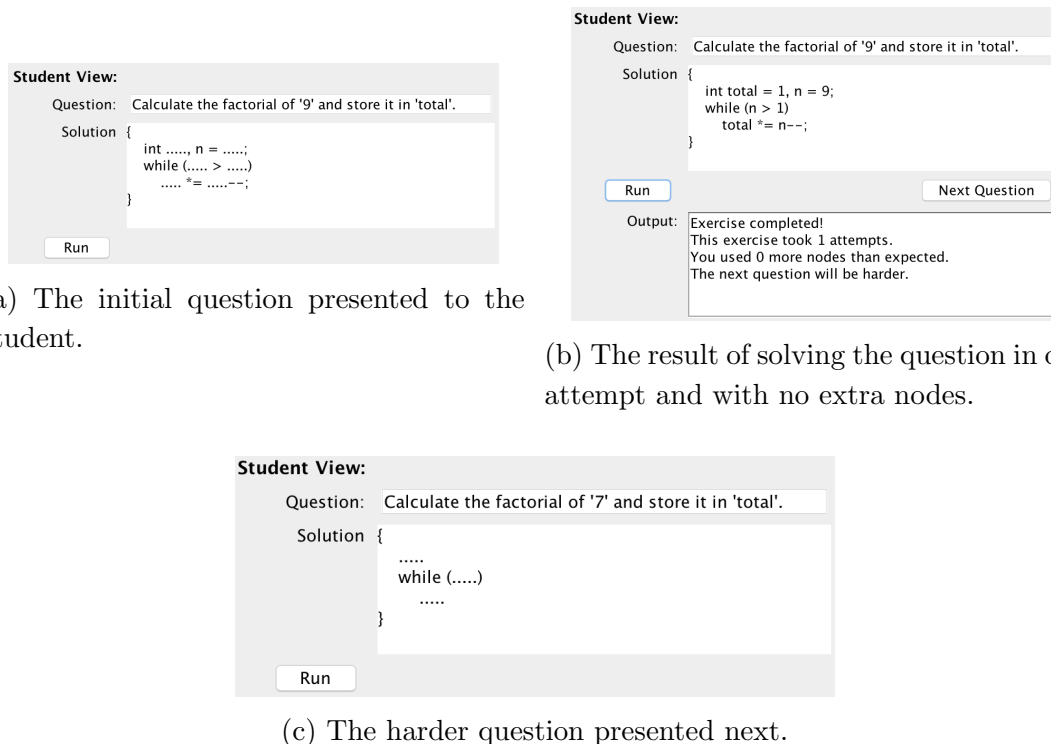 Student View:
Question: Calculate the factorial of '9' and store it in 'total'.
Solution {
int ....., n = .....;
while (..... > .....)
..... *= .....--;
}
Run
a) The initial question presented to the
tudent.
Student View:
Question: Calculate the factorial of '9' and store it in 'total'.
Solution {
int total = 1, n = 9;
while (n > 1)
total *= n--;
}
Run Next Question
Output: Exercise completed!
This exercise took 1 attempts.
You used 0 more nodes than expected.
The next question will be harder.
(b) The result of solving the question in
attempt and with no extra nodes.
Student View:
Question: Calculate the factorial of '7' and store it in 'total'.
Solution {
.....
while (.....)
.....
}
Run
(c) The harder question presented next.